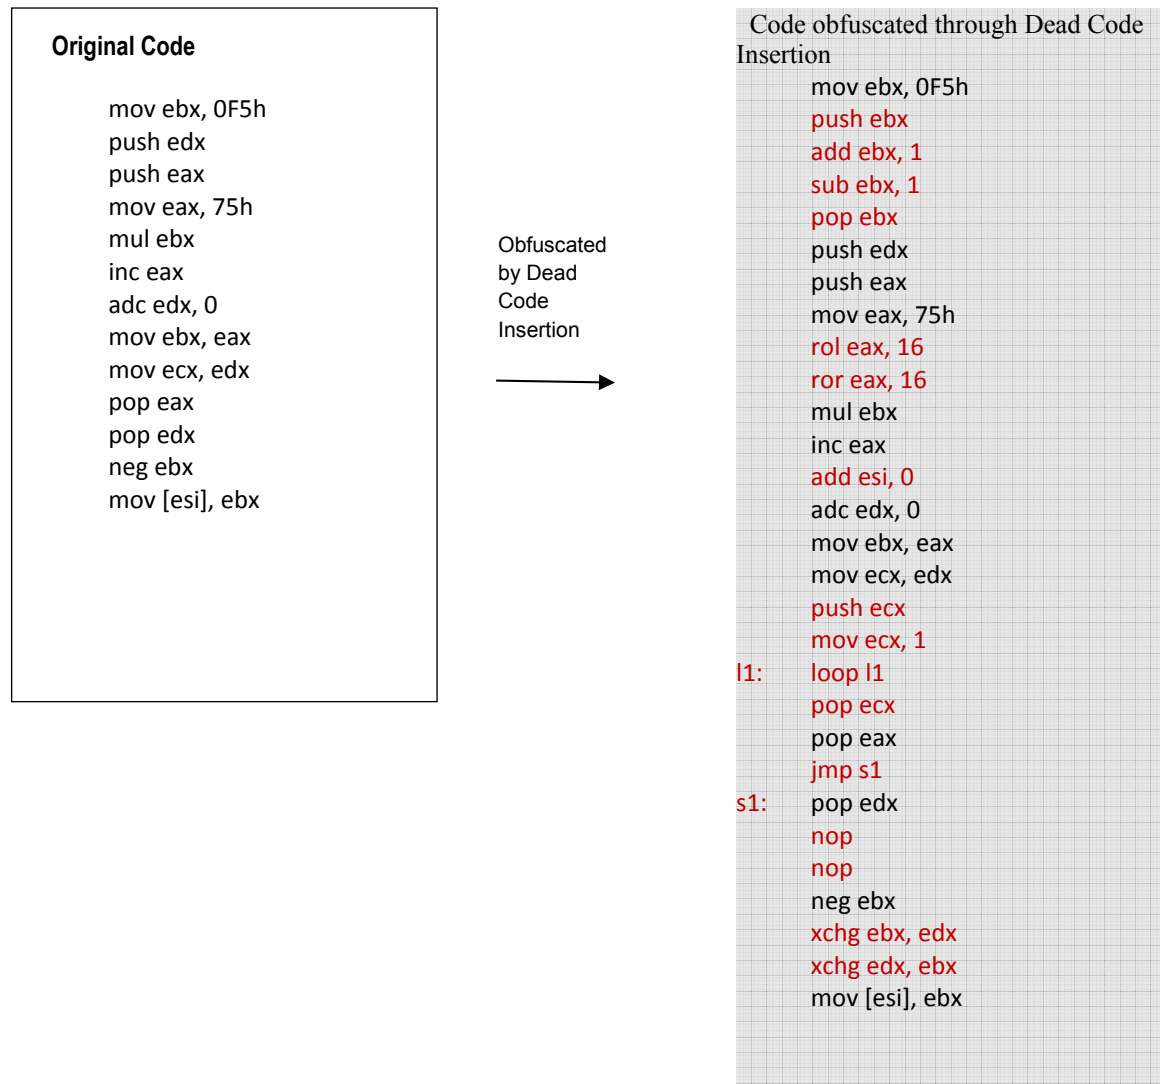 Original Code
mov ebx, 0F5h
push edx
push eax
mov eax, 75h
mul ebx
inc eax
adc edx, 0
mov ebx, eax
mov ecx, edx
pop eax
pop edx
neg ebx
mov [esi], ebx
Obfuscated
by Dead
Code
Insertion
Code obfuscated through Dead Code
Insertion
mov ebx, 0F5h
push ebx
add ebx, 1
sub ebx, 1
pop ebx
push edx
push eax
mov eax, 75h
rol eax, 16
ror eax, 16
mul ebx
inc eax
add esi, 0
adc edx, 0
mov ebx, eax
mov ecx, edx
push ecx
mov ecx, 1
l1: loop l1
pop ecx
pop eax
jmp s1
s1: pop edx
nop
nop
neg ebx
xchg ebx, edx
xchg edx, ebx
mov [esi], ebx